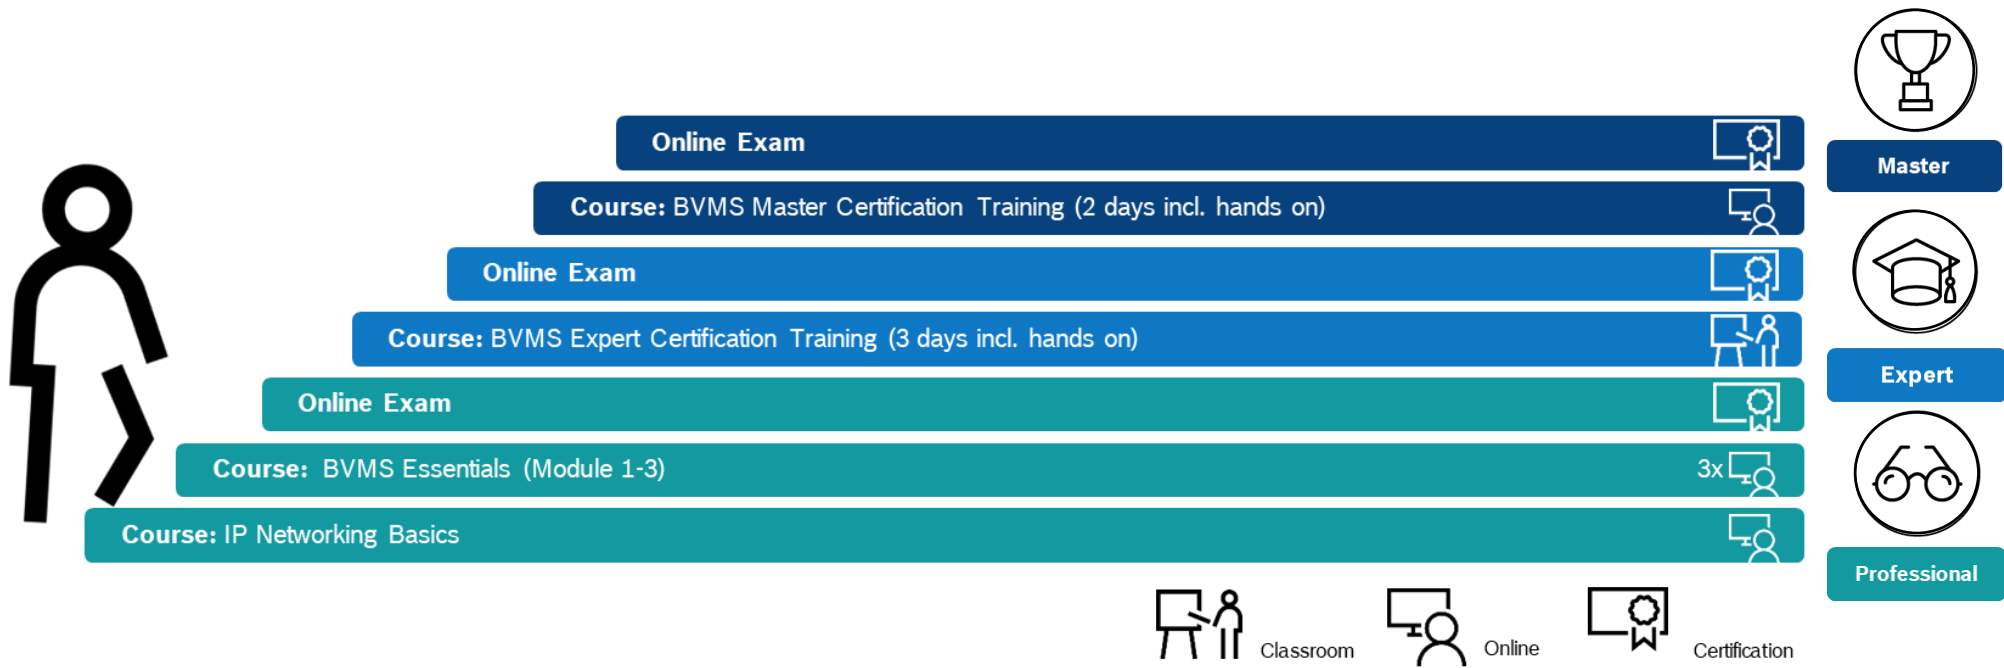 Online Exam
Master
Course: BVMS Master Certification Training (2 days incl. hands on)
Online Exam
Course: BVMS Expert Certification Training (3 days incl. hands on)
Expert
Online Exam
Course: BVMS Essentials (Module 1-3) 3x
Course: IP Networking Basics
Professional
Classroom Online Certification